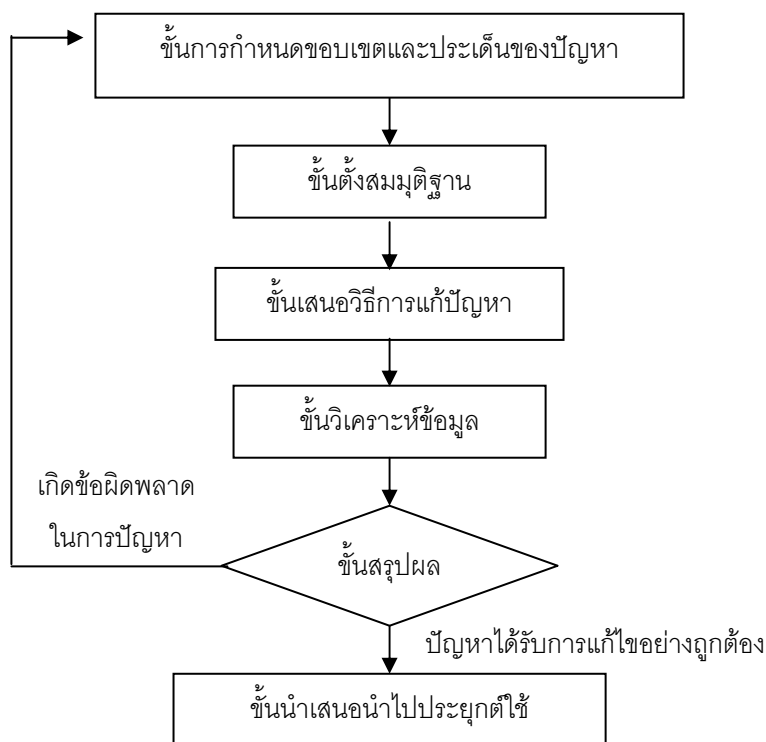 ขั้นการกำหนดขอบเขตและประเด็นของปัญหา
ขั้นตั้งสมมุติฐาน
ขั้นเสนอวิธีการแก้ปัญหา
ขั้นวิเคราะห์ข้อมูล
เกิดข้อผิดพลาด
ในการปัญหา
ขั้นสรุปผล
ปัญหาได้รับการแก้ไขอย่างถูกต้อง
ขั้นนำเสนอนำไปประยุกต์ใช้